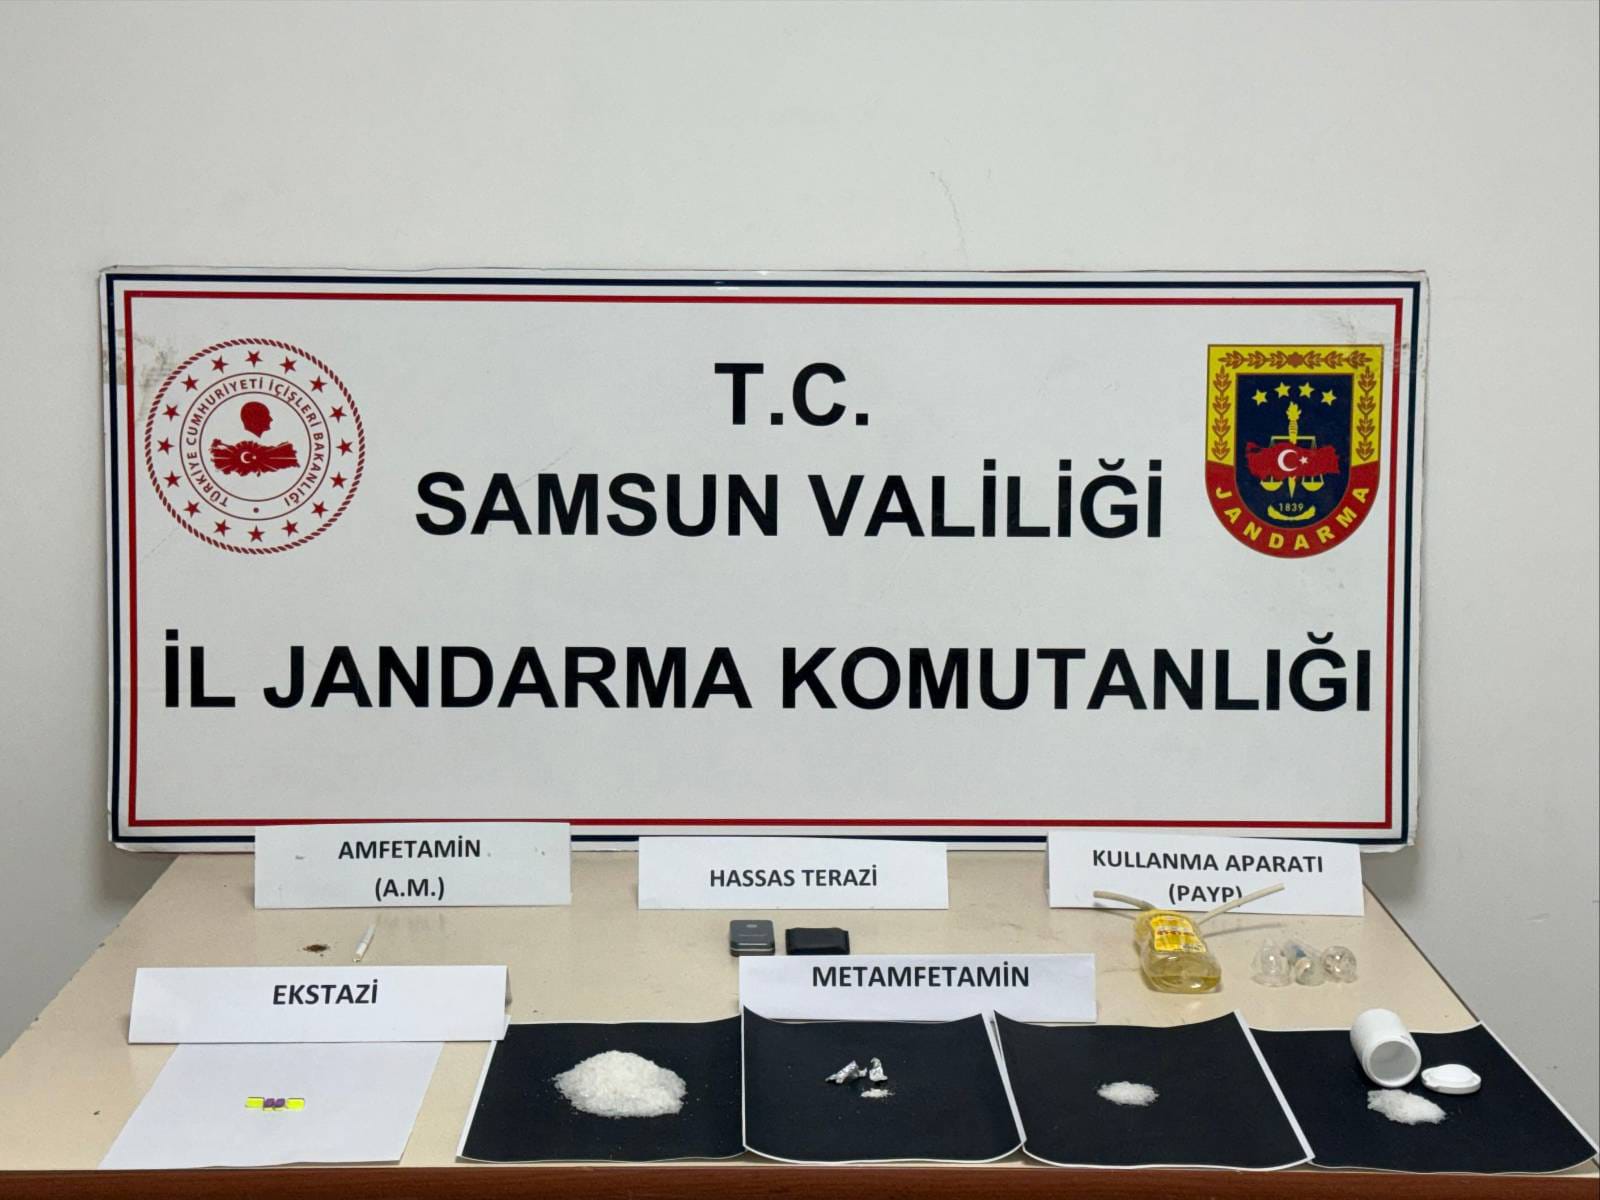 T.C.
SAMSUN VALİLİĞİ
İL JANDARMA KOMUTANLIĞI
TÜRKİYE CUMHURİYETİ İÇİŞLERİ BAKANLIĞI
1839
JANDARMA
AMFETAMİN
(A.M.)
HASSAS TERAZİ
KULLANMA APARATI
(PAYP)
EKSTAZİ
METAMFETAMİN